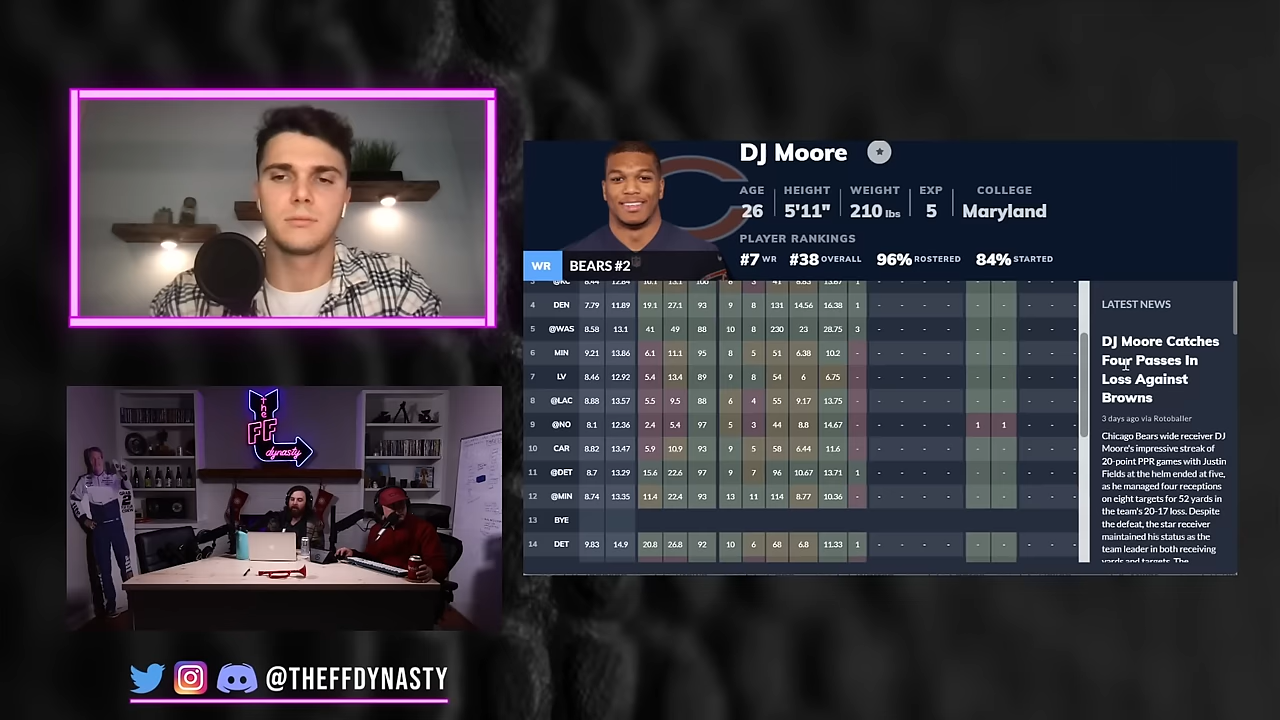 DJ Moore
AGE HEIGHT WEIGHT EXP COLLEGE
26 5'11" 210 lbs 5 Maryland
PLAYER RANKINGS
#7 WR #38 OVERALL 96% ROSTERED 84% STARTED
WR BEARS #2
4 DEN 7.79 11.89 19.1 27.1 93 9 8 131 14.56 16.38 1 - - - - - - - - -
5 @WAS 8.58 13.1 41 49 88 10 8 230 23 28.75 3 - - - - - - - - -
6 MIN 9.21 13.86 6.1 11.1 95 8 5 51 6.38 10.2 - - - - - - - - - -
7 LV 8.46 12.92 5.4 13.4 89 9 8 54 6 6.75 - - - - - - - - - -
8 @LAC 8.88 13.57 5.5 9.5 88 6 4 55 9.17 13.75 - - - - - - - - - -
9 @NO 8.1 12.36 2.4 5.4 97 5 3 44 8.8 14.67 - - - - - 1 1 - - -
10 CAR 8.82 13.47 5.9 10.9 93 9 5 58 6.44 11.6 - - - - - - - - - -
11 @DET 8.7 13.29 15.6 22.6 97 9 7 96 10.67 13.71 1 - - - - - - - - -
12 @MIN 8.74 13.35 11.4 22.4 93 13 11 114 8.77 10.36 - - - - - - - - - -
13 BYE
14 DET 9.83 14.9 20.8 26.8 92 10 6 68 6.8 11.33 1 - - - - - - - - -
LATEST NEWS
DJ Moore Catches
Four Passes In
Loss Against
Browns
3 days ago via Rotoballer
Chicago Bears wide receiver DJ
Moore's impressive streak of
20-point PPR games with Justin
Fields at the helm ended at five,
as he managed four receptions
on eight targets for 52 yards in
the team's 20-17 loss. Despite
the defeat, the star receiver
maintained his status as the
team leader in both receiving
yards and targets. The
The
FF
dynasty
@THEFFDYNASTY